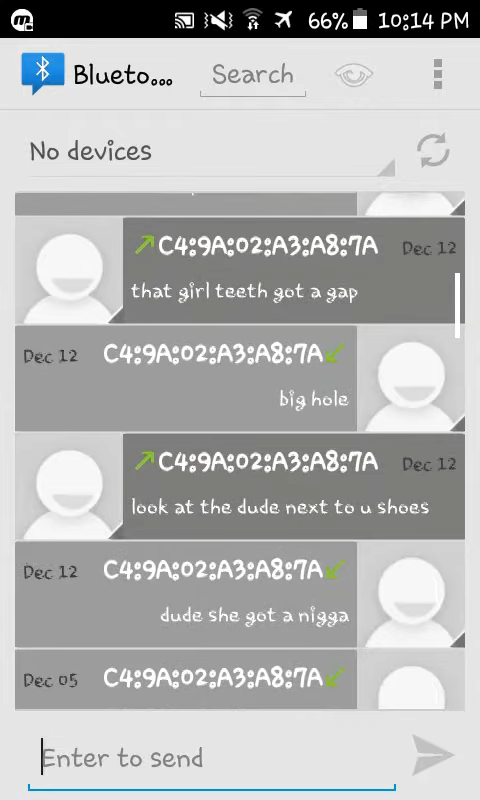 66% 10:14 PM
Blueto...
Search
No devices
C4:9A:02:A3:A8:7A Dec 12
that girl teeth got a gap
Dec 12 C4:9A:02:A3:A8:7A
big hole
C4:9A:02:A3:A8:7A Dec 12
look at the dude next to u shoes
Dec 12 C4:9A:02:A3:A8:7A
dude she got a nigga
Dec 05 C4:9A:02:A3:A8:7A
Enter to send